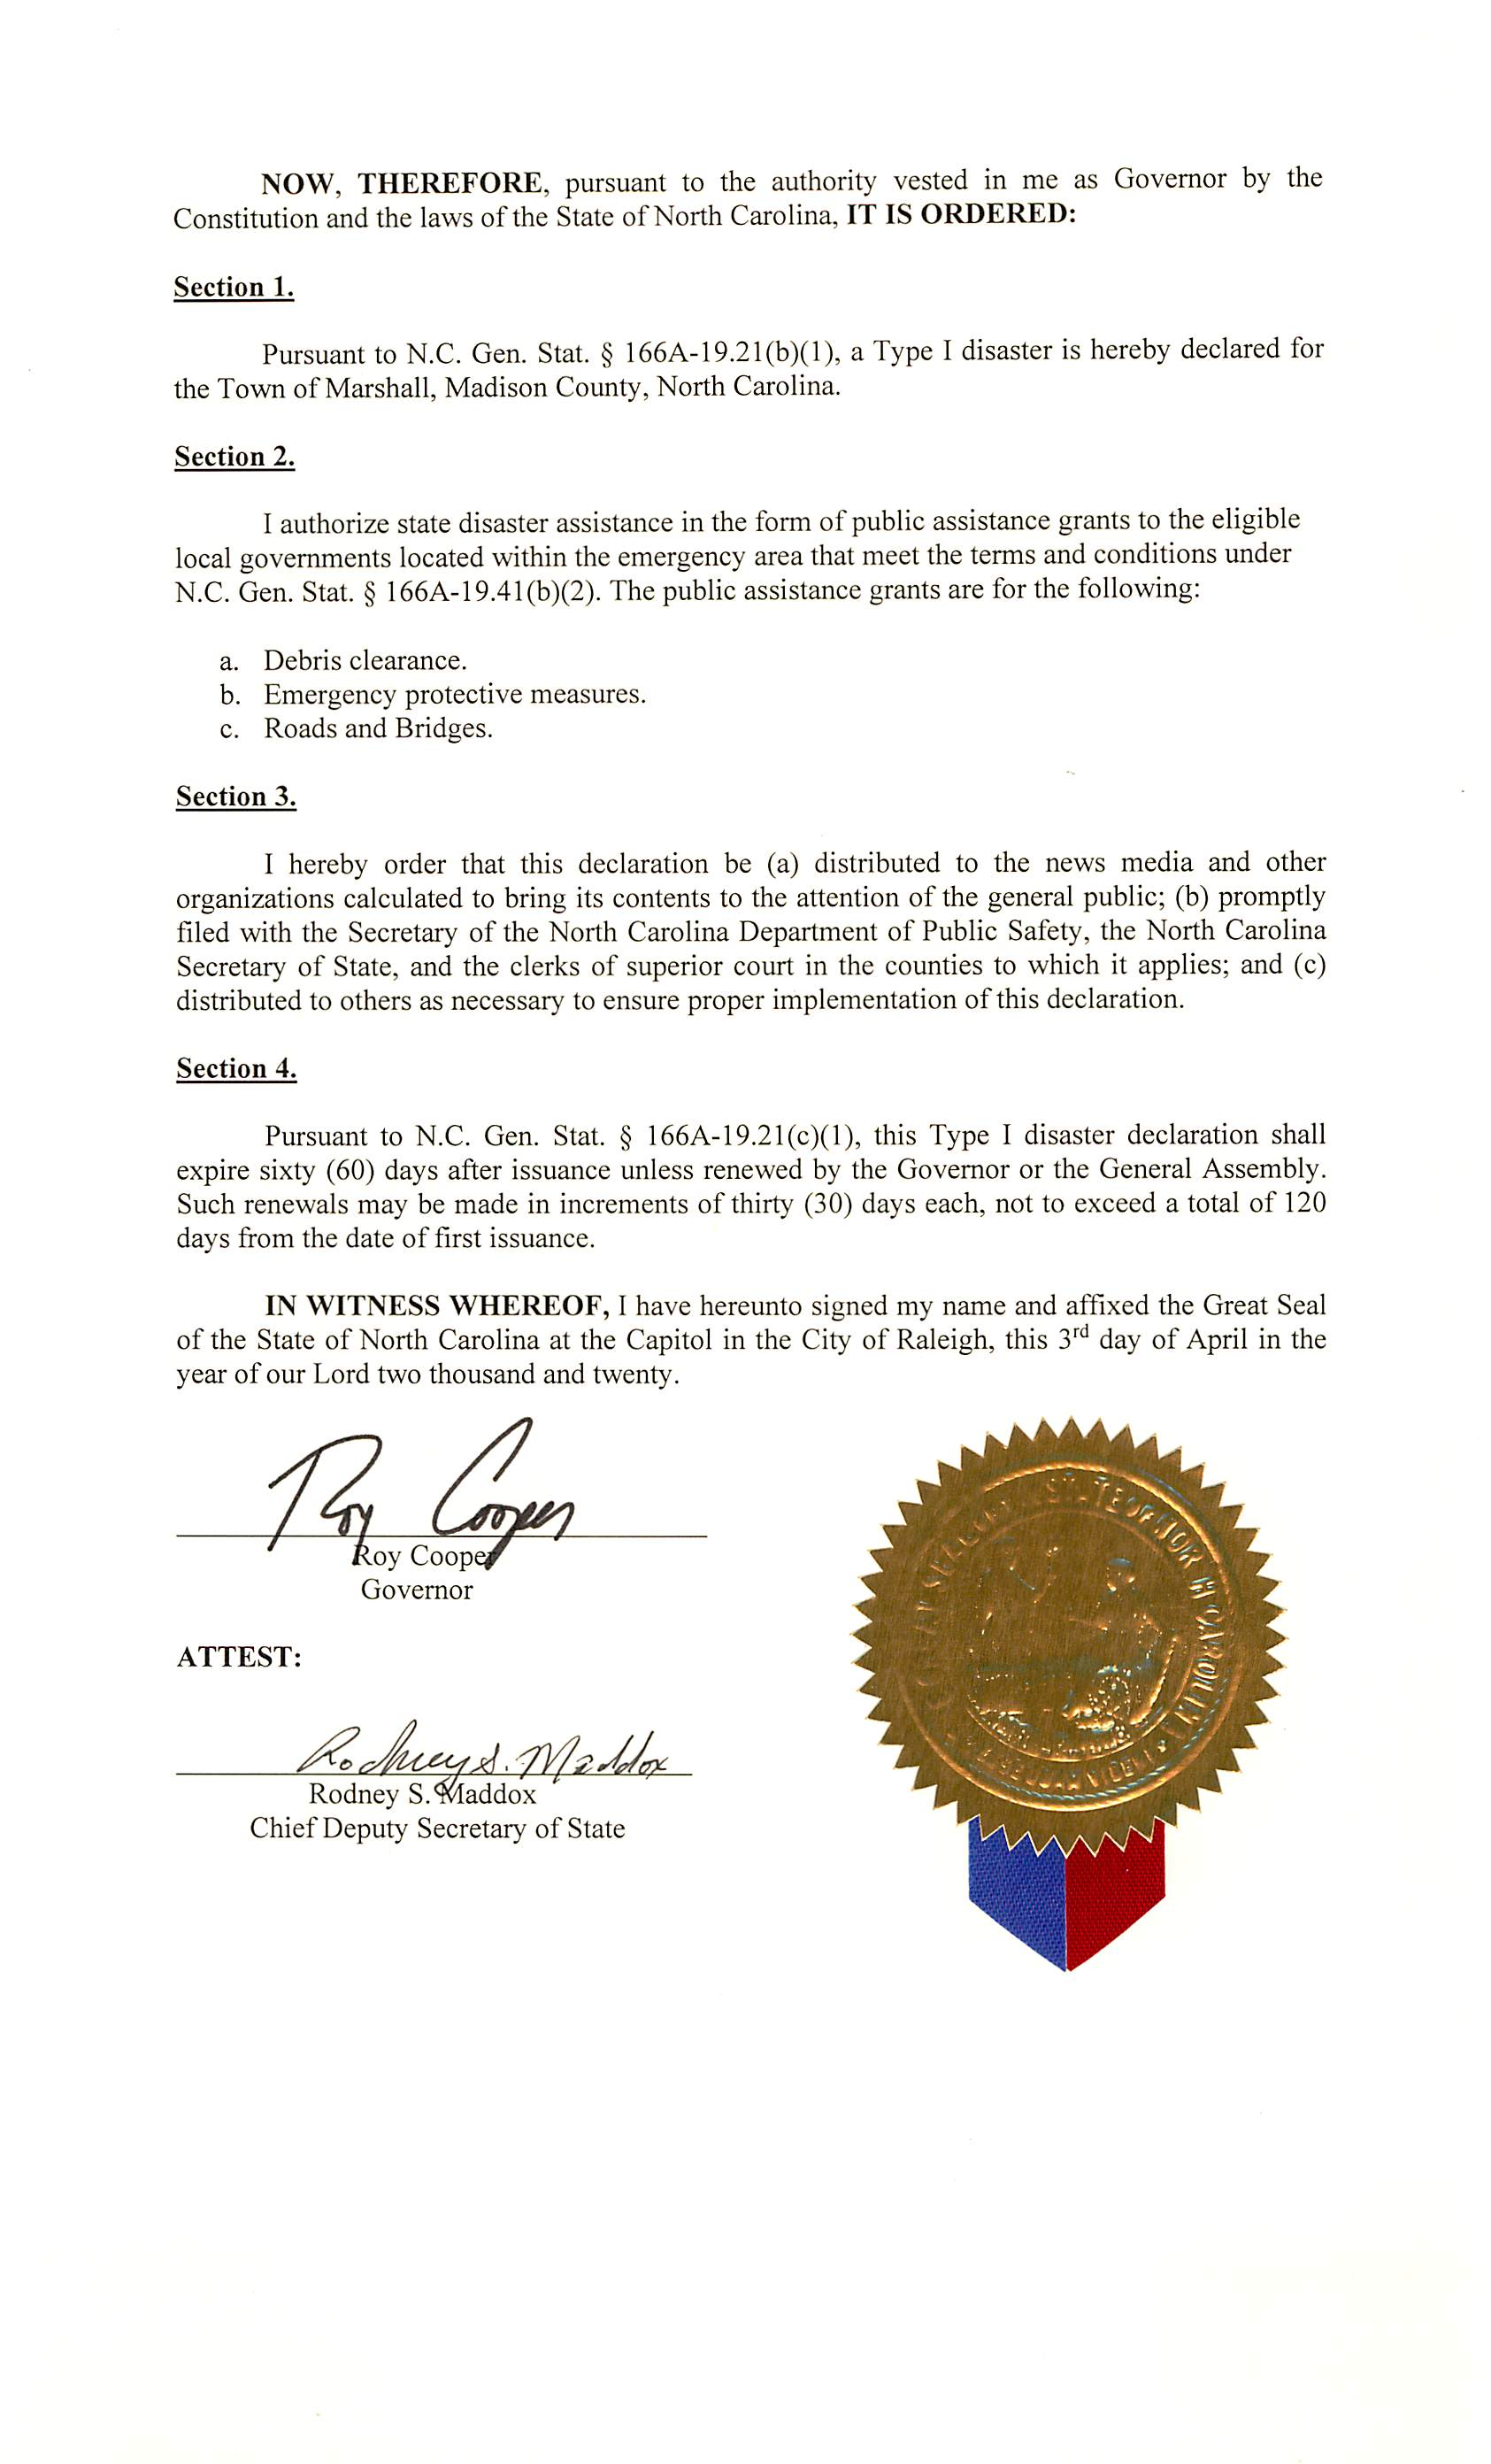 NOW, THEREFORE, pursuant to the authority vested in me as Governor by the
Constitution and the laws of the State of North Carolina, IT IS ORDERED:
Section 1.
Pursuant to N.C. Gen. Stat. § 166A-19.21(b)(1), a Type I disaster is hereby declared for
the Town of Marshall, Madison County, North Carolina.
Section 2.
I authorize state disaster assistance in the form of public assistance grants to the eligible
local governments located within the emergency area that meet the terms and conditions under
N.C. Gen. Stat. § 166A-19.41(b)(2). The public assistance grants are for the following:
a. Debris clearance.
b. Emergency protective measures.
c. Roads and Bridges.
Section 3.
I hereby order that this declaration be (a) distributed to the news media and other
organizations calculated to bring its contents to the attention of the general public; (b) promptly
filed with the Secretary of the North Carolina Department of Public Safety, the North Carolina
Secretary of State, and the clerks of superior court in the counties to which it applies; and (c)
distributed to others as necessary to ensure proper implementation of this declaration.
Section 4.
Pursuant to N.C. Gen. Stat. § 166A-19.21(c)(1), this Type I disaster declaration shall
expire sixty (60) days after issuance unless renewed by the Governor or the General Assembly.
Such renewals may be made in increments of thirty (30) days each, not to exceed a total of 120
days from the date of first issuance.
IN WITNESS WHEREOF, I have hereunto signed my name and affixed the Great Seal
of the State of North Carolina at the Capitol in the City of Raleigh, this 3rd day of April in the
year of our Lord two thousand and twenty.
Roy Cooper
Roy Cooper
Governor
ATTEST:
Rodney S. Maddox
Rodney S. Maddox
Chief Deputy Secretary of State